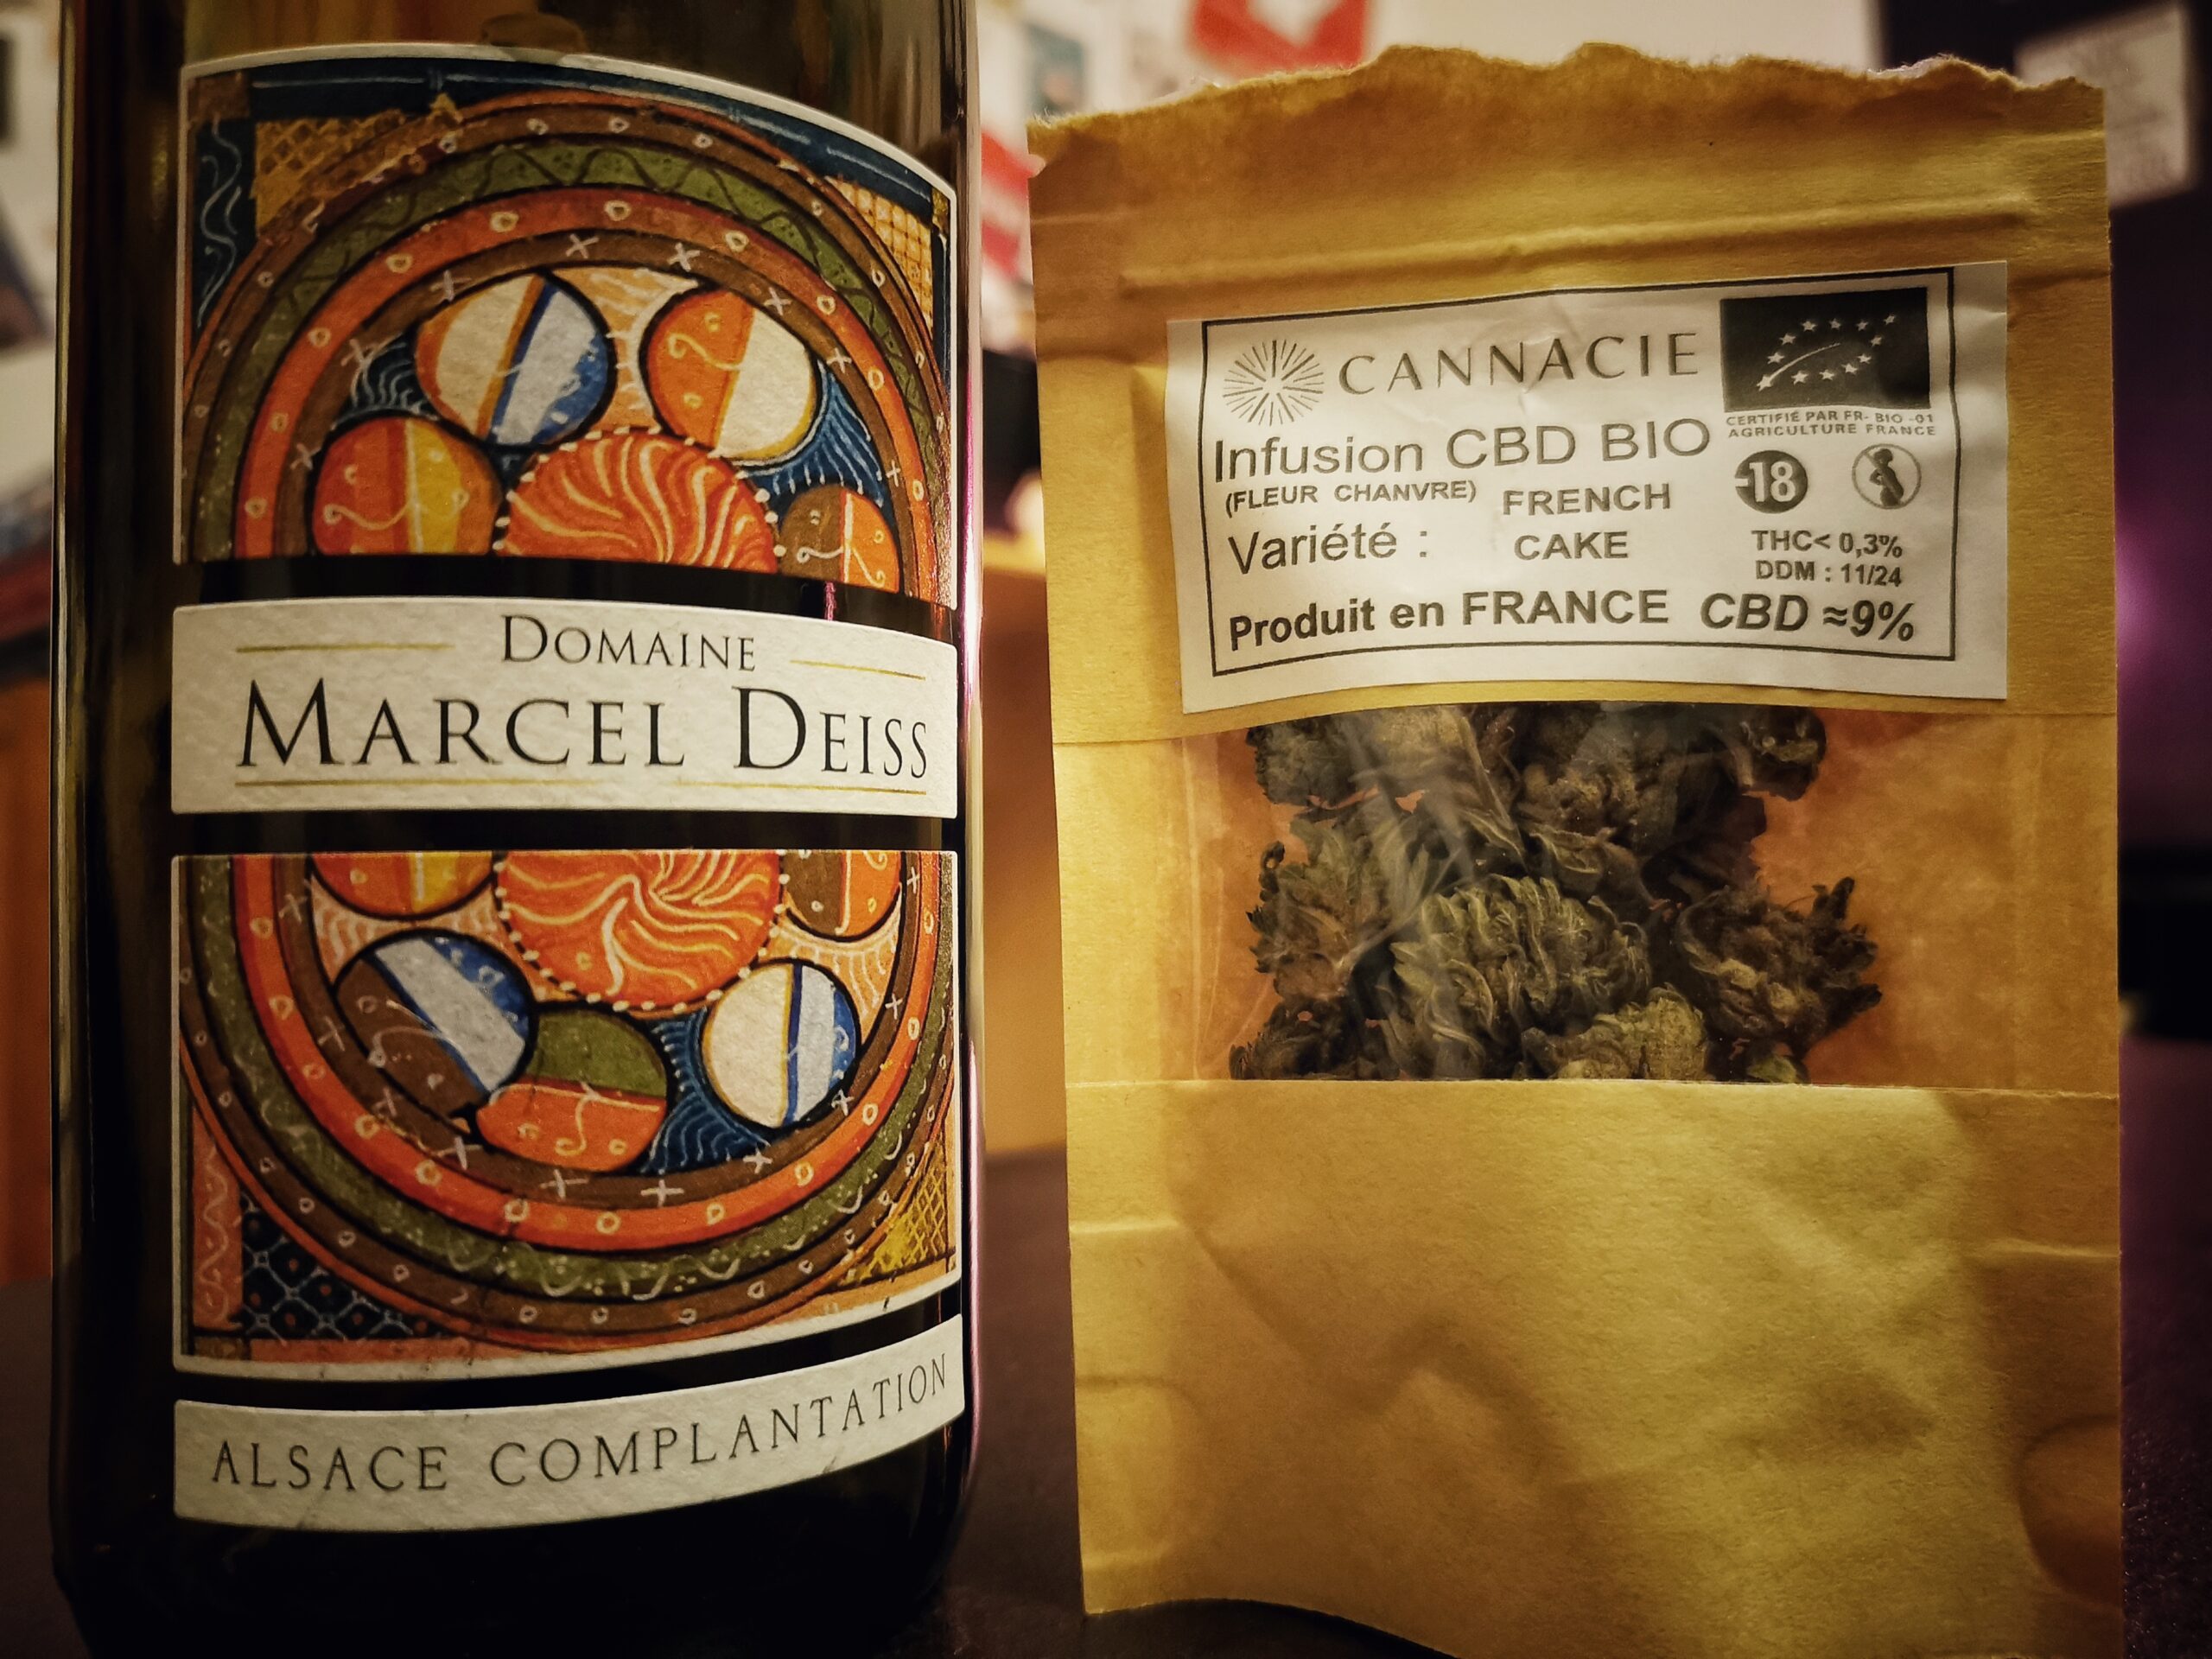 DOMAINE
MARCEL DEISS
ALSACE COMPLANTATION
CANNACIE
CERTIFIÉ PAR FR-BIO-01
AGRICULTURE FRANCE
Infusion CBD BIO
-18
(FLEUR CHANVRE) FRENCH
Variété : CAKE
THC< 0,3%
DDM : 11/24
Produit en FRANCE CBD ≈9%